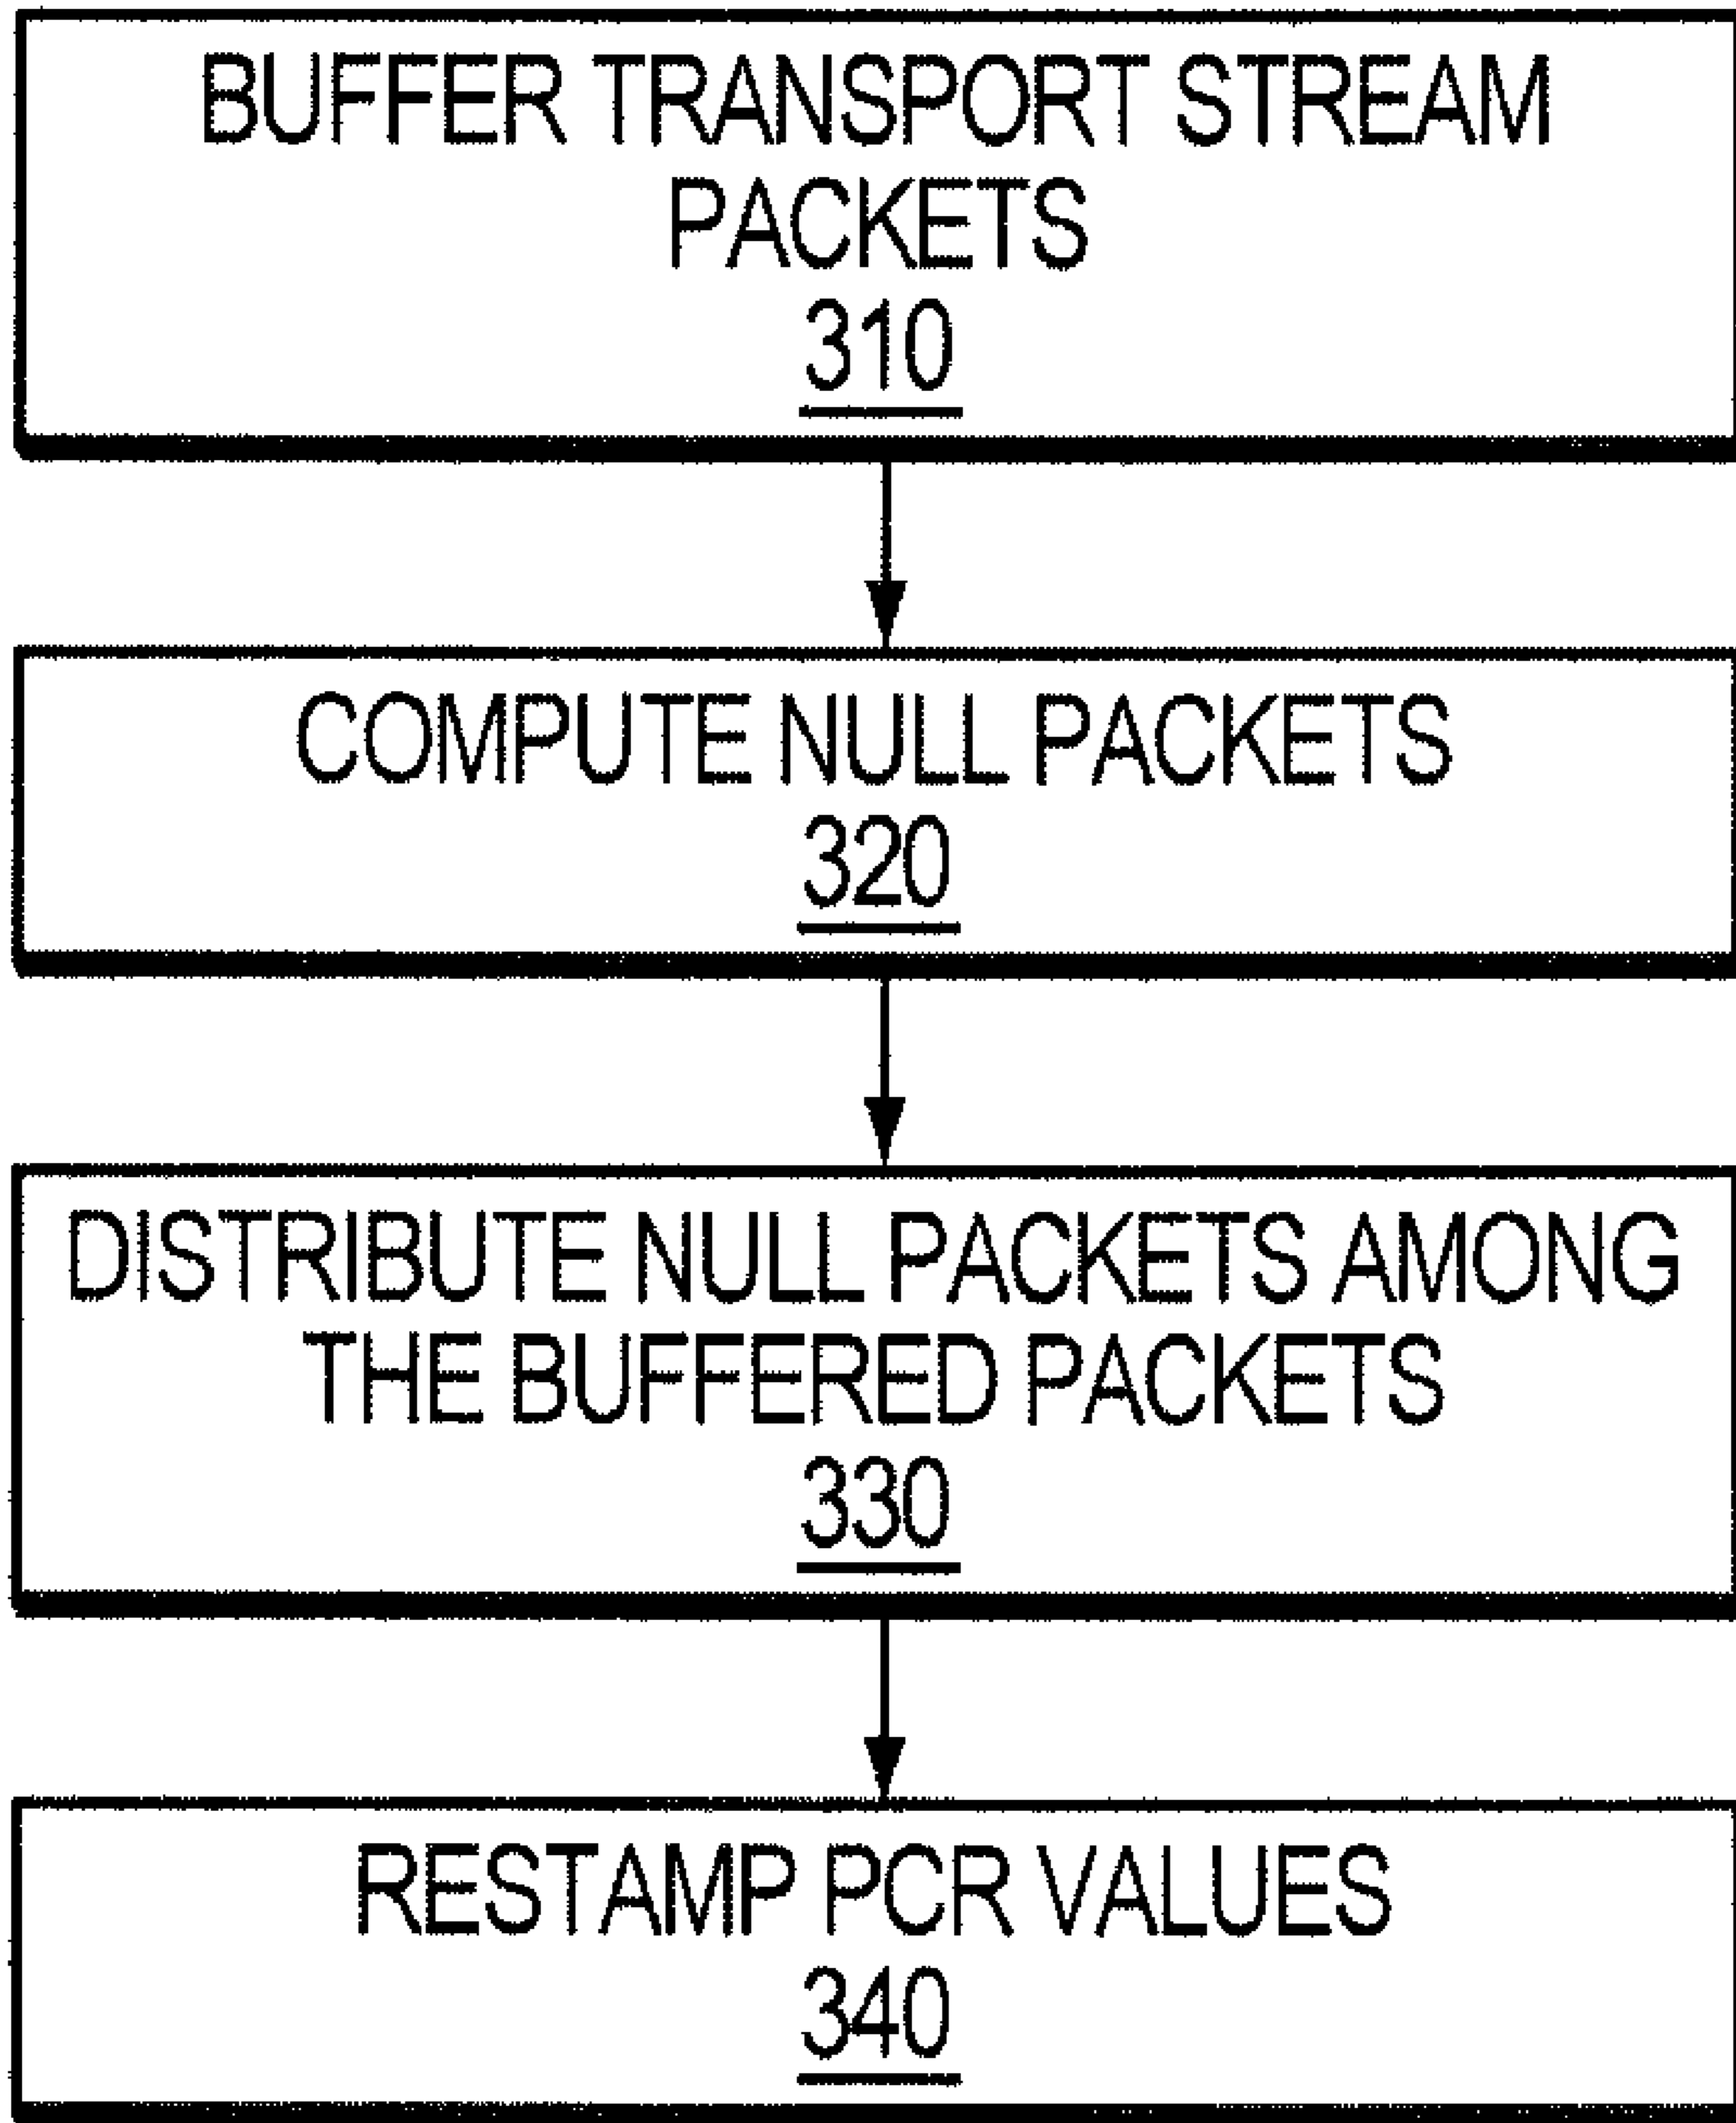 BUFFER TRANSPORT STREAM
PACKETS
310
COMPUTE NULL PACKETS
320
DISTRIBUTE NULL PACKETS AMONG
THE BUFFERED PACKETS
330
RESTAMP PCR VALUES
340